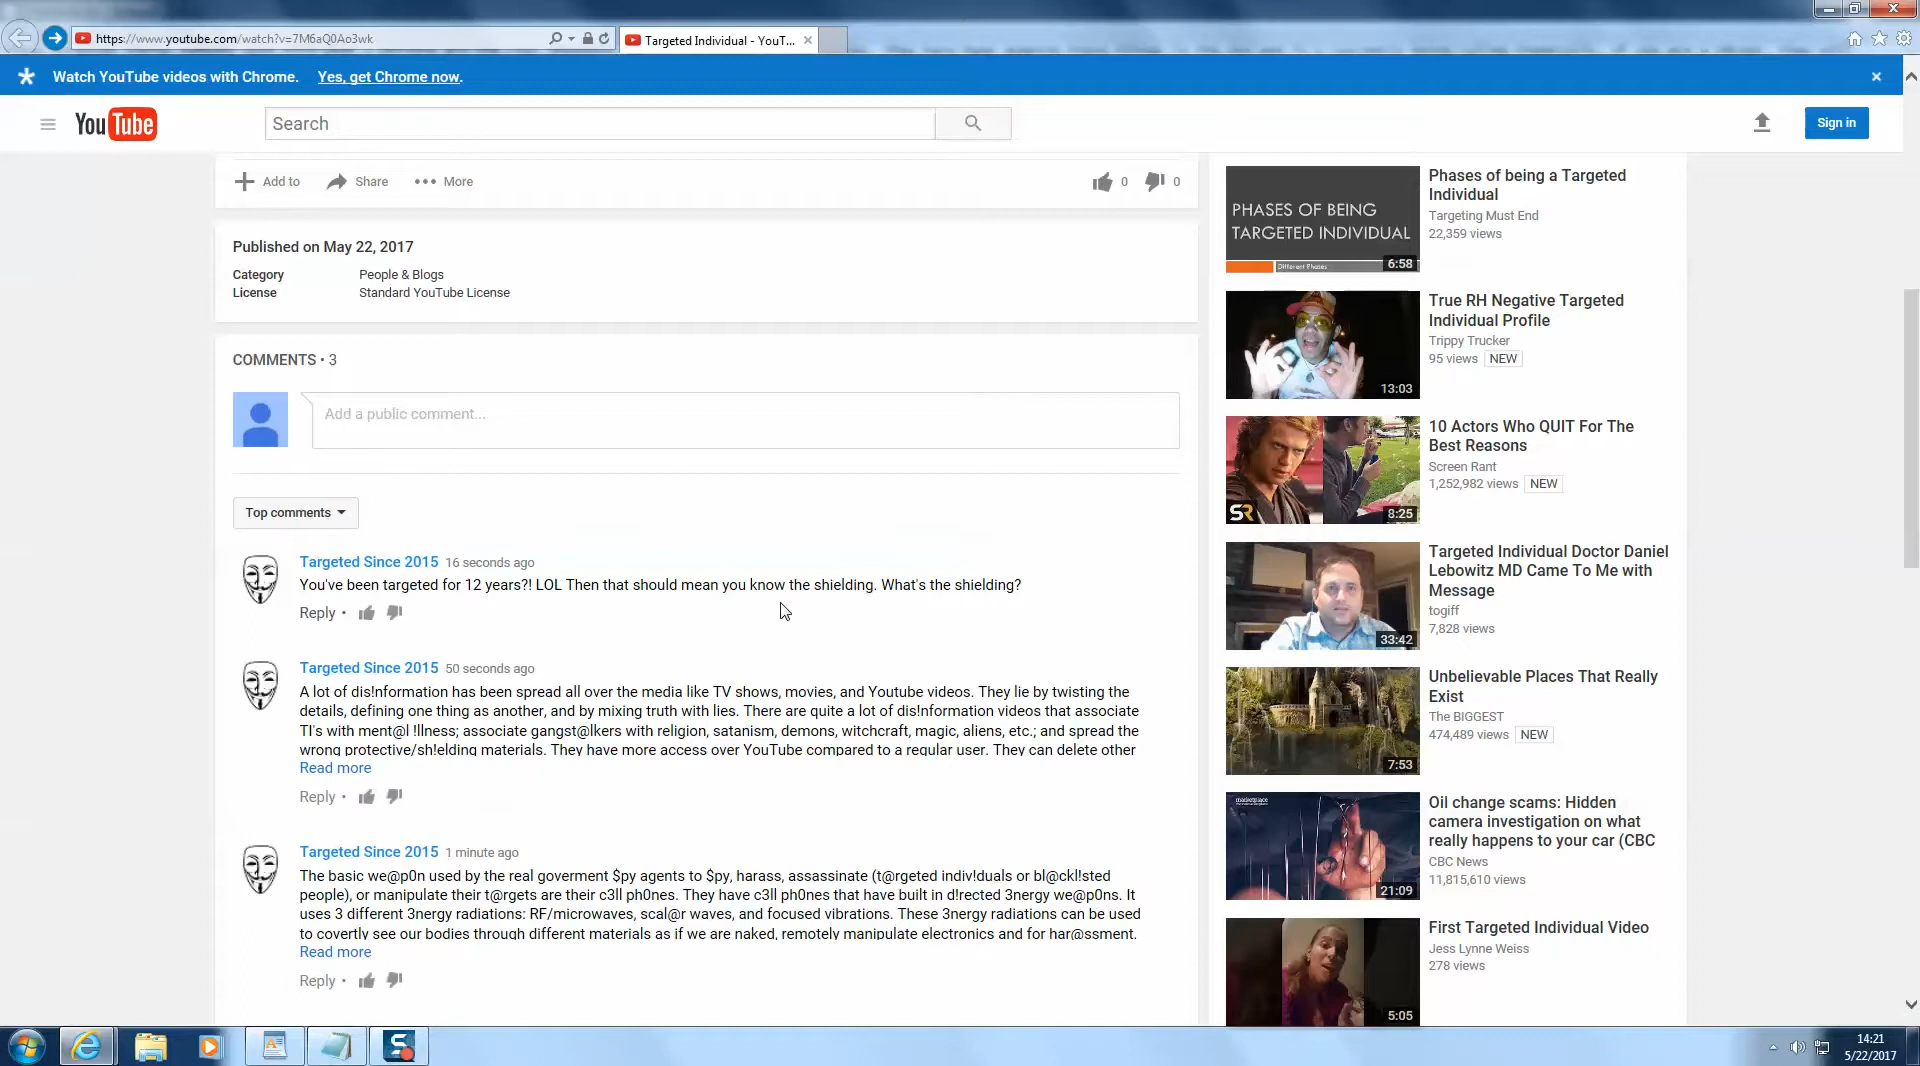 https://www.youtube.com/watch?v=7M6aQ0Ao3wk
Targeted Individual - YouT...
Watch YouTube videos with Chrome. Yes, get Chrome now.
YouTube
Search
Sign in
Add to
Share
More
0
0
Published on May 22, 2017
Category People & Blogs
License Standard YouTube License
COMMENTS • 3
Add a public comment...
Top comments
Targeted Since 2015 16 seconds ago
You've been targeted for 12 years?! LOL Then that should mean you know the shielding. What's the shielding?
Reply •
Targeted Since 2015 50 seconds ago
A lot of dis!nformation has been spread all over the media like TV shows, movies, and Youtube videos. They lie by twisting the
details, defining one thing as another, and by mixing truth with lies. There are quite a lot of dis!nformation videos that associate
TI's with ment@l !llness; associate gangst@lkers with religion, satanism, demons, witchcraft, magic, aliens, etc.; and spread the
wrong protective/sh!elding materials. They have more access over YouTube compared to a regular user. They can delete other
Read more
Reply •
Targeted Since 2015 1 minute ago
The basic we@p0n used by the real goverment $py agents to $py, harass, assassinate (t@rgeted indiv!duals or bl@ckl!sted
people), or manipulate their t@rgets are their c3ll ph0nes. They have c3ll ph0nes that have built in d!rected 3nergy we@p0ns. It
uses 3 different 3nergy radiations: RF/microwaves, scal@r waves, and focused vibrations. These 3nergy radiations can be used
to covertly see our bodies through different materials as if we are naked, remotely manipulate electronics and for har@ssment.
Read more
Reply •
PHASES OF BEING
TARGETED INDIVIDUAL
Different Phases
6:58
Phases of being a Targeted
Individual
Targeting Must End
22,359 views
13:03
True RH Negative Targeted
Individual Profile
Trippy Trucker
95 views NEW
SR
8:25
10 Actors Who QUIT For The
Best Reasons
Screen Rant
1,252,982 views NEW
33:42
Targeted Individual Doctor Daniel
Lebowitz MD Came To Me with
Message
togiff
7,828 views
7:53
Unbelievable Places That Really
Exist
The BIGGEST
474,489 views NEW
marketplace
21:09
Oil change scams: Hidden
camera investigation on what
really happens to your car (CBC
CBC News
11,815,610 views
5:05
First Targeted Individual Video
Jess Lynne Weiss
278 views
14:21
5/22/2017